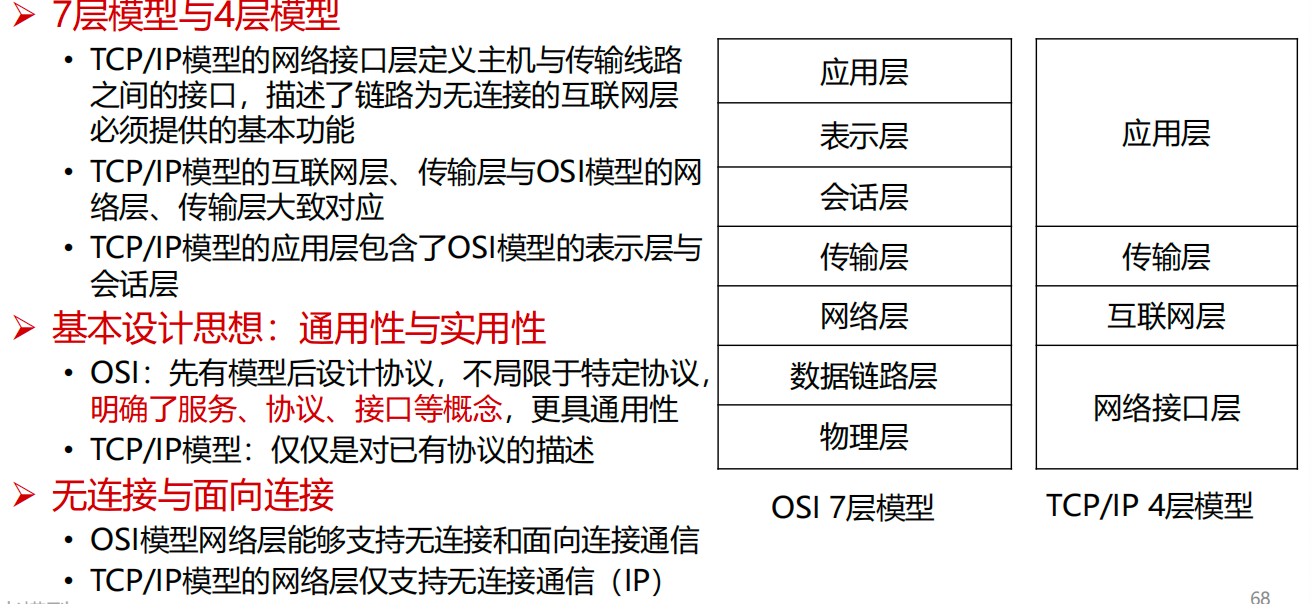 7层模型与4层模型
• TCP/IP模型的网络接口层定义主机与传输线路
之间的接口，描述了链路为无连接的互联网层
必须提供的基本功能
• TCP/IP模型的互联网层、传输层与OSI模型的网
络层、传输层大致对应
• TCP/IP模型的应用层包含了OSI模型的表示层与
会话层
基本设计思想：通用性与实用性
• OSI：先有模型后设计协议，不局限于特定协议，
明确了服务、协议、接口等概念，更具通用性
• TCP/IP模型：仅仅是对已有协议的描述
无连接与面向连接
• OSI模型网络层能够支持无连接和面向连接通信
• TCP/IP模型的网络层仅支持无连接通信（IP）
应用层
表示层
会话层
传输层
网络层
数据链路层
物理层
OSI 7层模型
应用层
传输层
互联网层
网络接口层
TCP/IP 4层模型
68